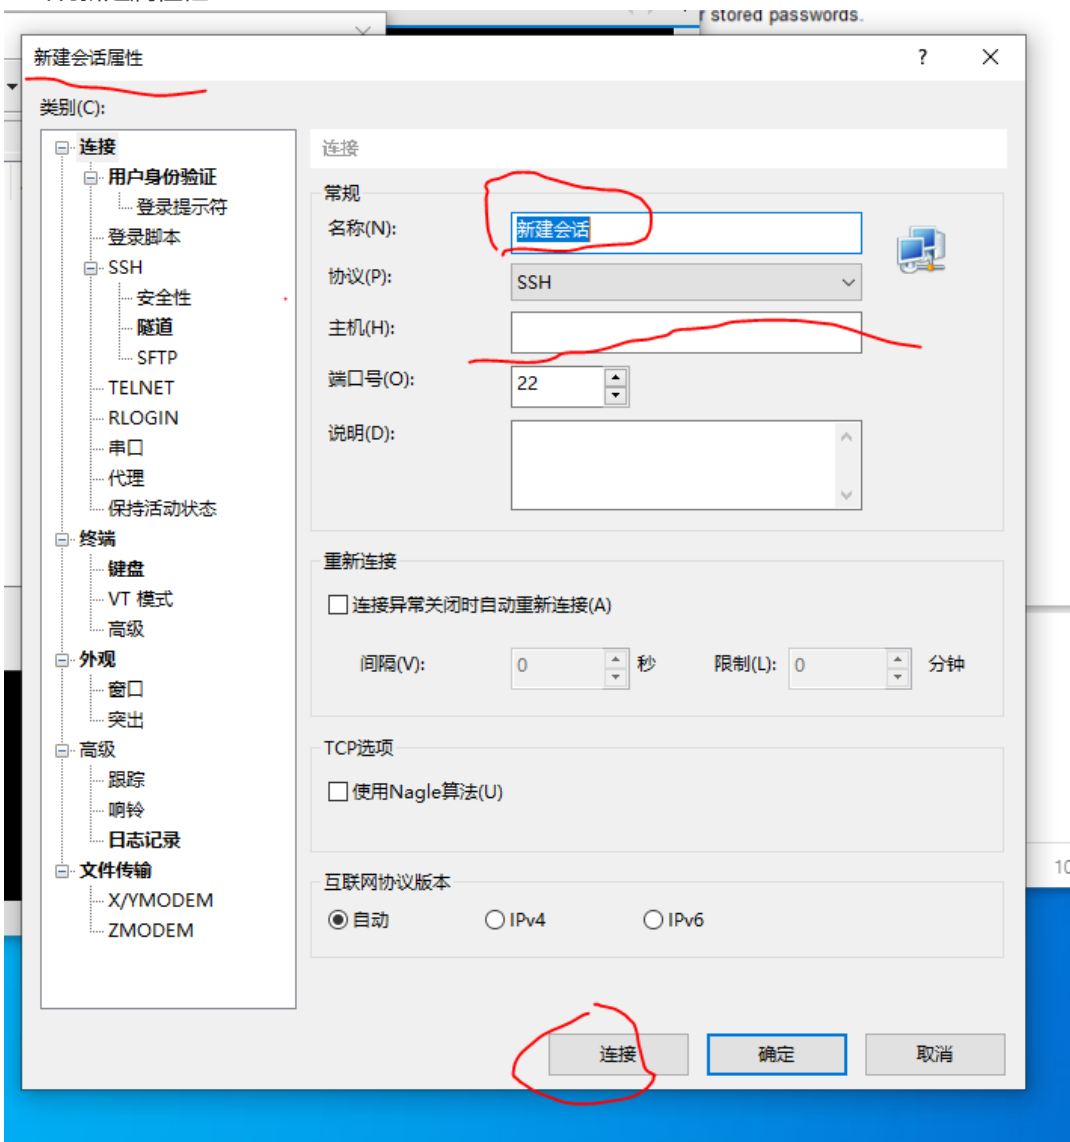 r stored passwords.
新建会话属性
?
类别(C):
连接
用户身份验证
登录提示符
登录脚本
SSH
安全性
隧道
SFTP
TELNET
RLOGIN
串口
代理
保持活动状态
终端
键盘
VT 模式
高级
外观
窗口
突出
高级
跟踪
响铃
日志记录
文件传输
X/YMODEM
ZMODEM
连接
常规
名称(N): 新建会话
协议(P): SSH
主机(H):
端口号(O): 22
说明(D):
重新连接
连接异常关闭时自动重新连接(A)
间隔(V): 0 秒 限制(L): 0 分钟
TCP选项
使用Nagle算法(U)
互联网协议版本
自动 IPv4 IPv6
连接 确定 取消
10